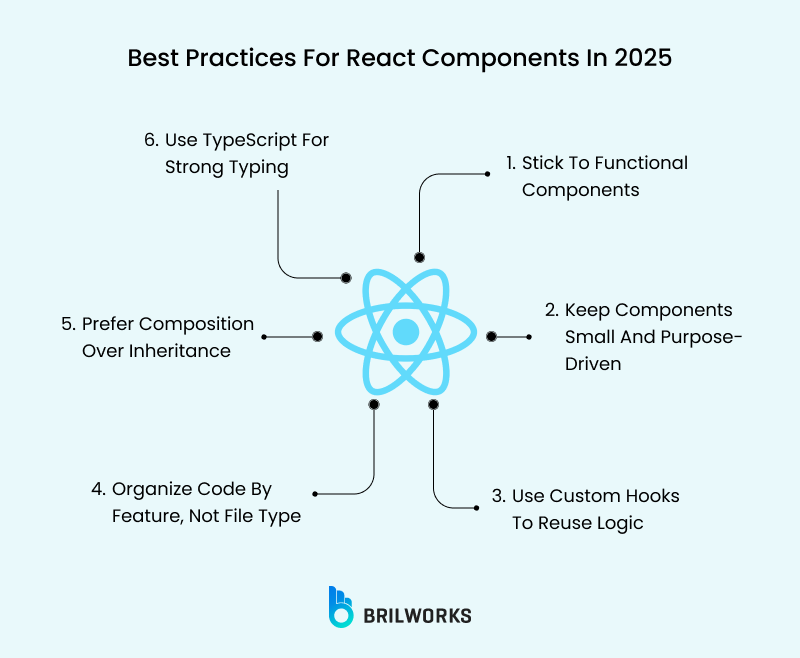 Best Practices For React Components In 2025
1. Stick To Functional
Components
2. Keep Components
Small And Purpose-
Driven
3. Use Custom Hooks
To Reuse Logic
4. Organize Code By
Feature, Not File Type
5. Prefer Composition
Over Inheritance
6. Use TypeScript For
Strong Typing
BRILWORKS